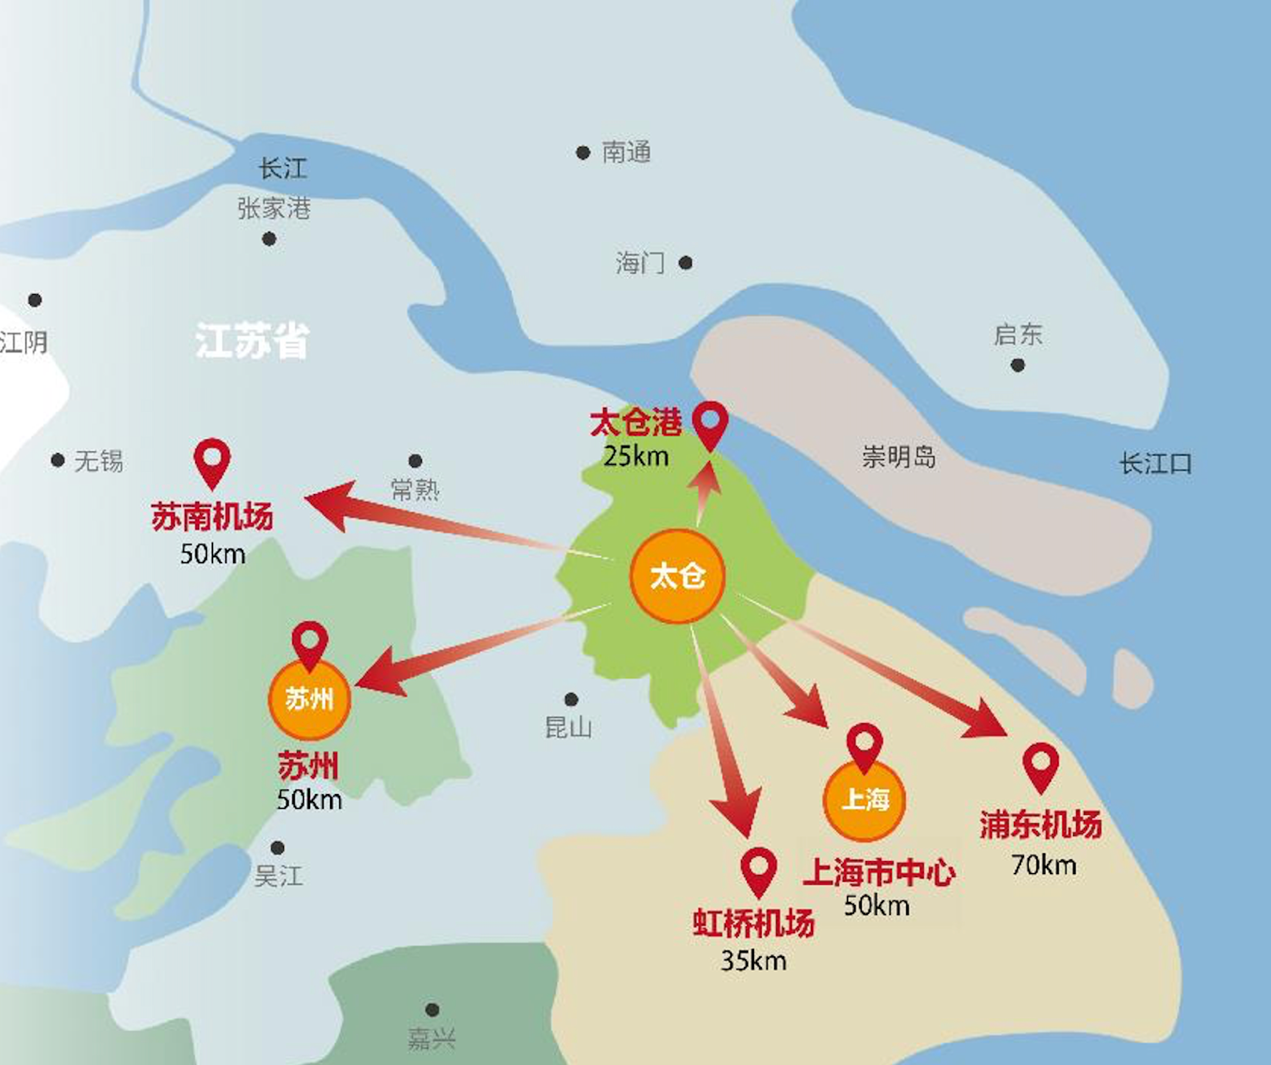 南通
长江
张家港
海门
江阴
江苏省
启东
太仓港
25km
崇明岛
长江口
无锡
常熟
苏南机场
50km
太仓
苏州
苏州
50km
昆山
上海
浦东机场
70km
上海市中心
50km
吴江
虹桥机场
35km
嘉兴